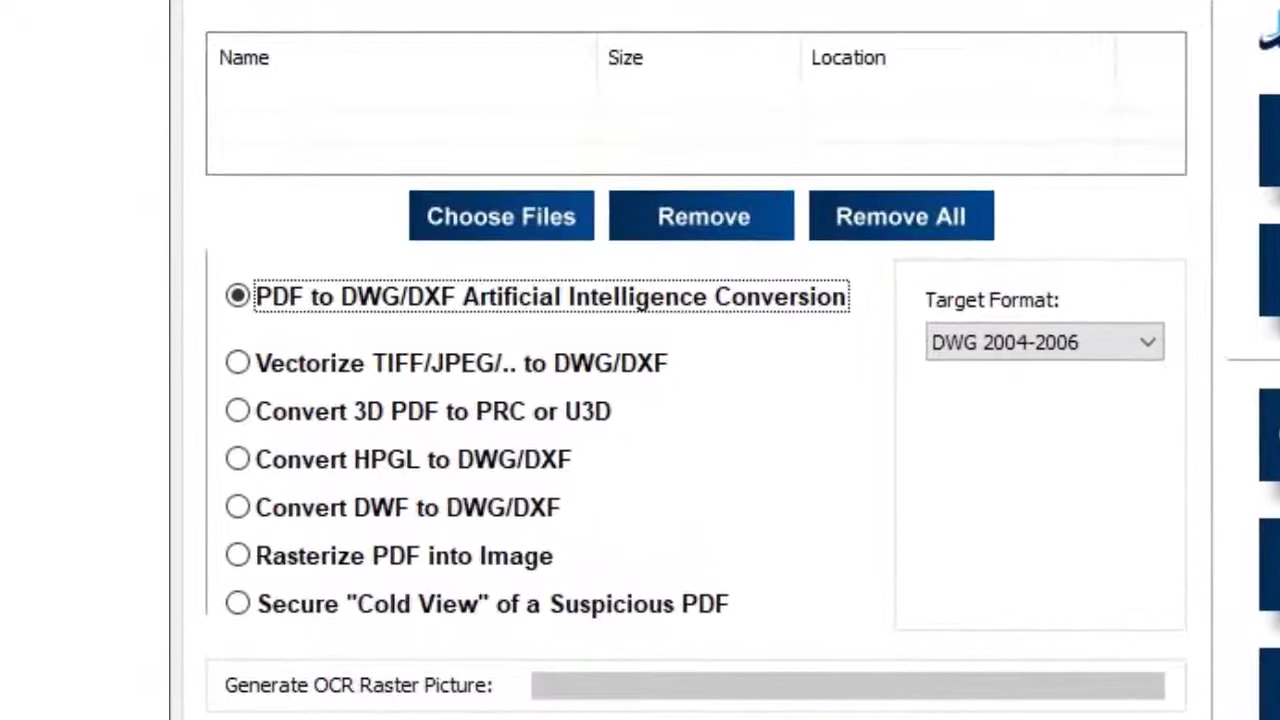 Name Size Location
Choose Files Remove Remove All
PDF to DWG/DXF Artificial Intelligence Conversion
Target Format:
DWG 2004-2006
Vectorize TIFF/JPEG/.. to DWG/DXF
Convert 3D PDF to PRC or U3D
Convert HPGL to DWG/DXF
Convert DWF to DWG/DXF
Rasterize PDF into Image
Secure "Cold View" of a Suspicious PDF
Generate OCR Raster Picture: